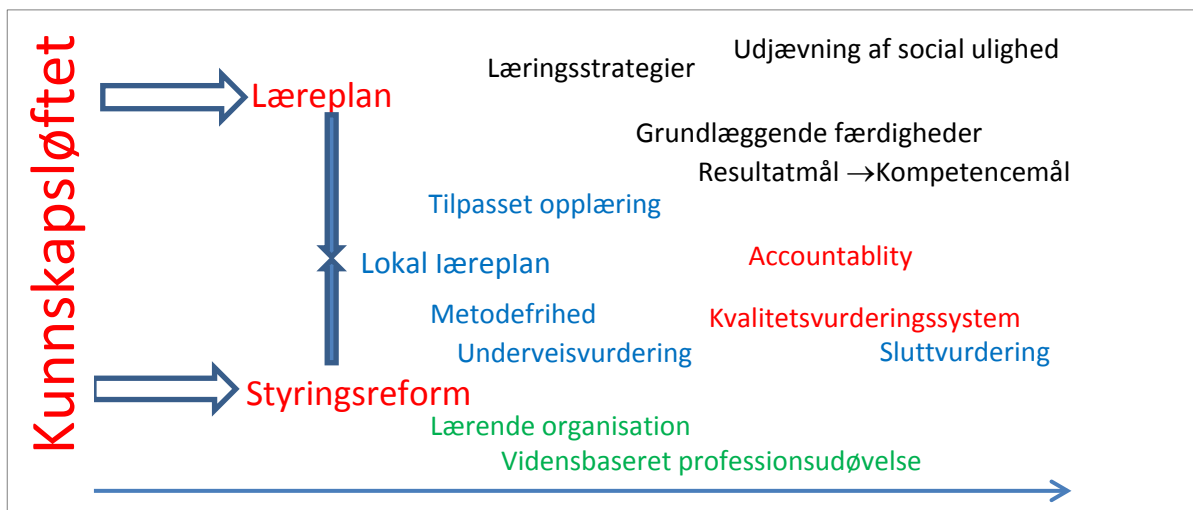 Kunnskapsløftet
Udjævning af social ulighed
Læringsstrategier
Læreplan
Grundlæggende færdigheder
Resultatmål →Kompetencemål
Tilpasset opplæring
Accountablity
Lokal læreplan
Metodefrihed
Kvalitetsvurderingssystem
Underveisvurdering
Sluttvurdering
Styringsreform
Lærende organisation
Vidensbaseret professionsudøvelse